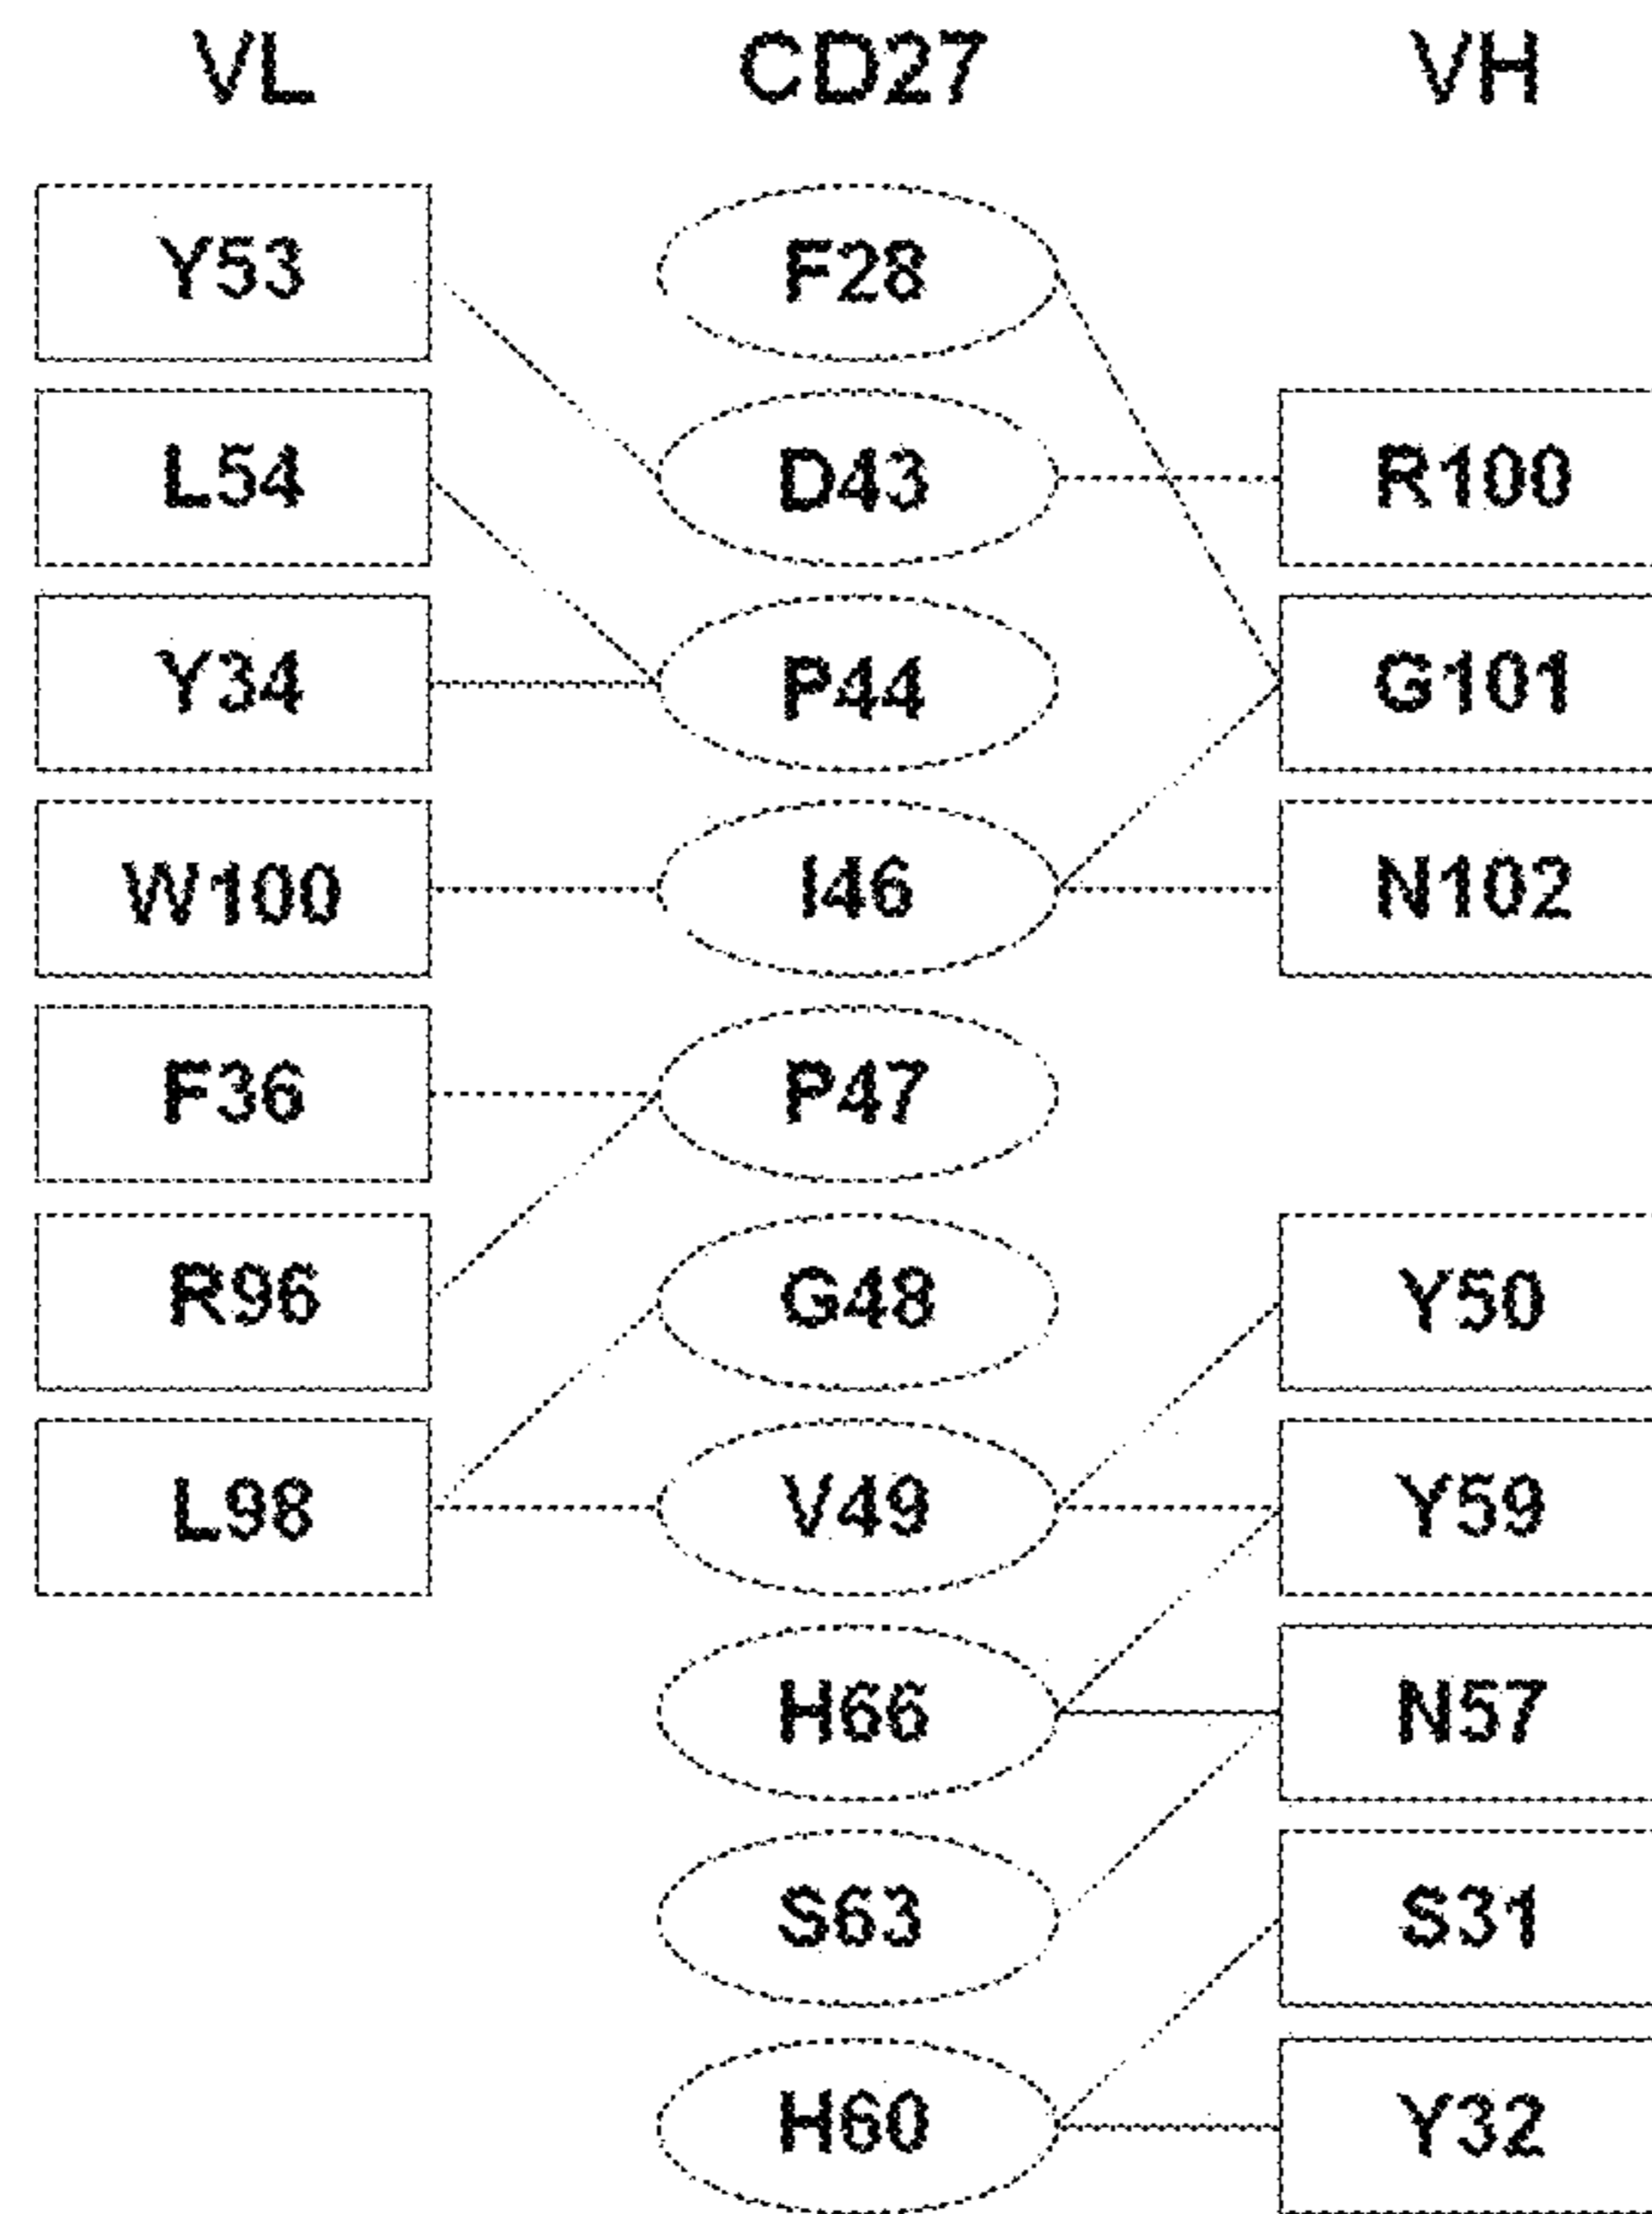 VL CD27 VH
Y53 F28
L54 D43 R100
Y34 P44 G101
W100 I46 N102
F36 P47
R96 G48 Y50
L98 V49 Y59
H66 N57
S63 S31
H60 Y32